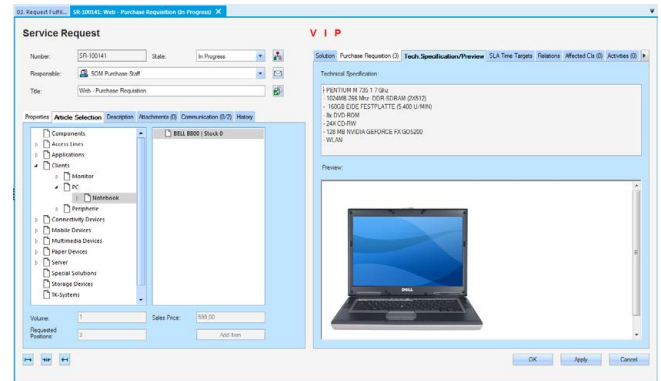 03. Request Fulfil... SR-100141: Web - Purchase Requisition (In Progress) X
Service Request
V I P
Number: SR-100141 State: In Progress
Responsible: SOM Purchase Staff
Title: Web - Purchase Requisition
Properties Article Selection Description Attachments (0) Communication (0/2) History
Components
Access Lines
Applications
Clients
Monitor
PC
Notebook
Peripherie
Connectivity Devices
Mobile Devices
Multimedia Devices
Paper Devices
Server
Special Solutions
Storage Devices
TK-Systems
BELL B800 | Stock 0
Volume: 1 Sales Price: 599,00
Requested Positions: 3 Add item
Solution Purchase Requisition (3) Tech.Specification/Preview SLA Time Targets Relations Affected CIs (0) Activities (0)
Technical Specification:
- PENTIUM M 735 1.7 Ghz
- 1024MB 266 Mhz DDR-SDRAM (2X512)
- 160GB EIDE FESTPLATTE (5.400 U/MIN)
- 8x DVD-ROM
- 24X CD-RW
- 128 MB NVIDIA GEFORCE FX GO5200
- WLAN
Preview:
DELL
OK Apply Cancel